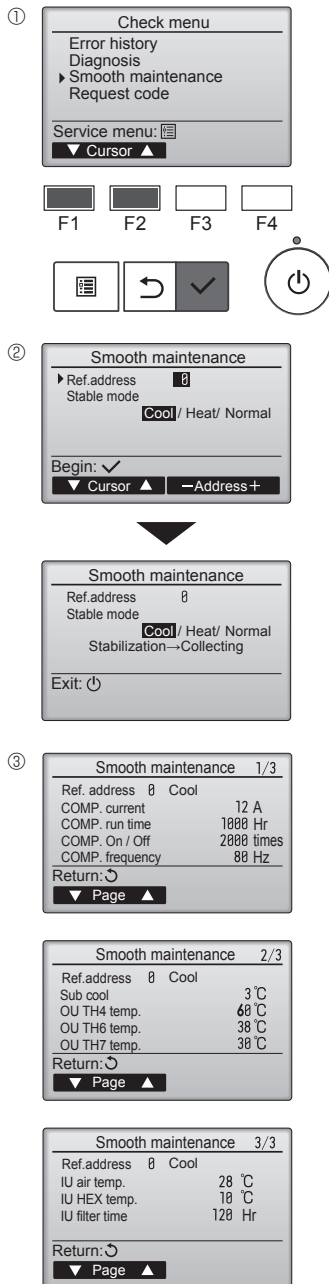 ①
Check menu
Error history
Diagnosis
Smooth maintenance
Request code
Service menu:
▼ Cursor ▲
F1 F2 F3 F4
②
Smooth maintenance
Ref.address 0
Stable mode
Cool / Heat/ Normal
Begin: ✓
▼ Cursor ▲ −Address+
Smooth maintenance
Ref.address 0
Stable mode
Cool / Heat/ Normal
Stabilization→Collecting
Exit:
③
Smooth maintenance 1/3
Ref. address 0 Cool
COMP. current 12 A
COMP. run time 1000 Hr
COMP. On / Off 2000 times
COMP. frequency 80 Hz
Return:
▼ Page ▲
Smooth maintenance 2/3
Ref.address 0 Cool
Sub cool 3℃
OU TH4 temp. 60℃
OU TH6 temp. 38℃
OU TH7 temp. 30℃
Return:
▼ Page ▲
Smooth maintenance 3/3
Ref.address 0 Cool
IU air temp. 28 ℃
IU HEX temp. 10 ℃
IU filter time 120 Hr
Return:
▼ Page ▲